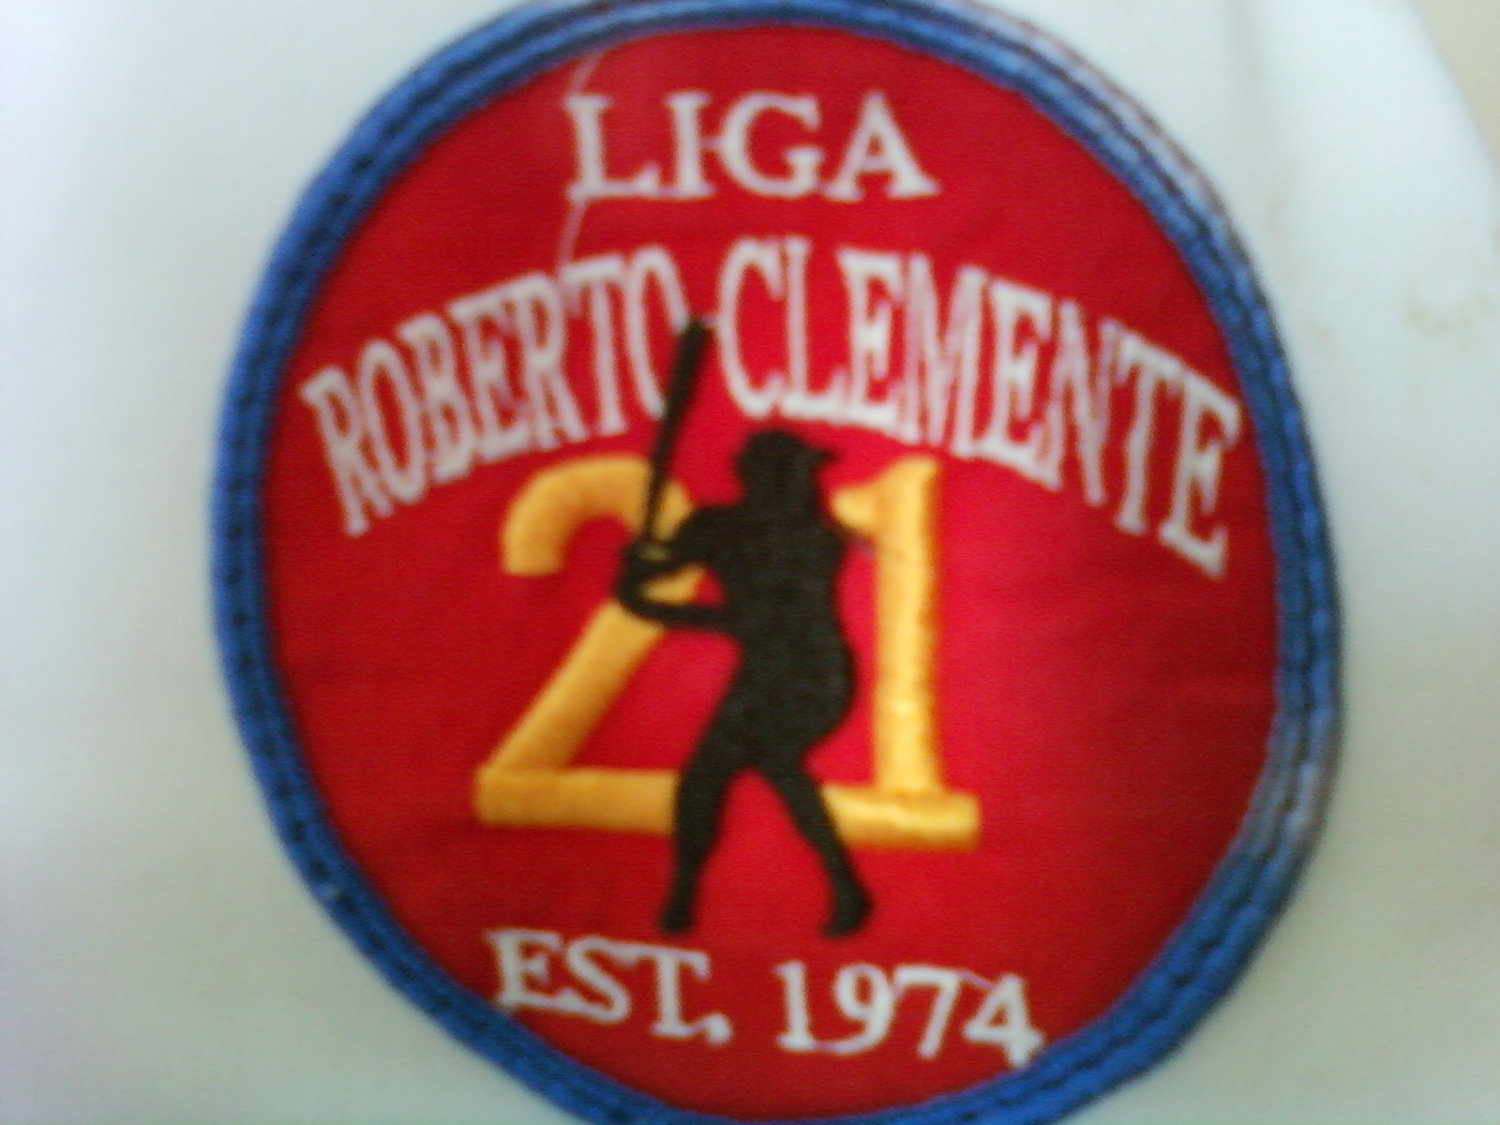 LIGA
ROBERTO CLEMENTE
21
EST. 1974